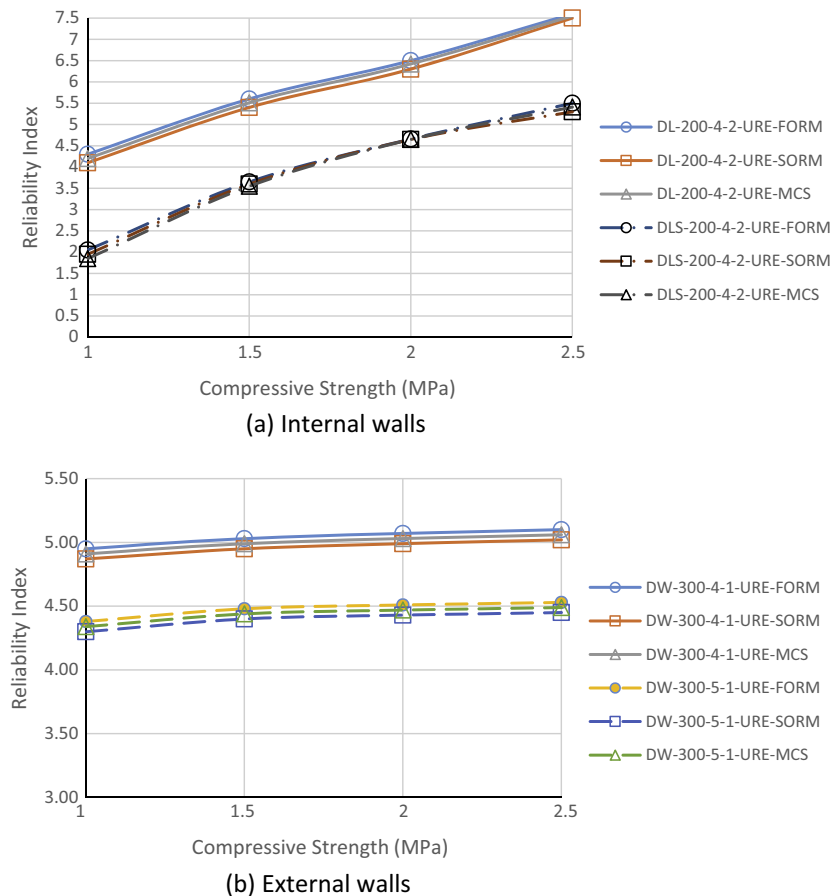 7.5
7
6.5
6
5.5
5
4.5
4
3.5
3
2.5
2
1.5
1
0.5
0
Reliability Index
1 1.5 2 2.5
Compressive Strength (MPa)
DL-200-4-2-URE-FORM
DL-200-4-2-URE-SORM
DL-200-4-2-URE-MCS
DLS-200-4-2-URE-FORM
DLS-200-4-2-URE-SORM
DLS-200-4-2-URE-MCS
(a) Internal walls
5.50
5.00
4.50
4.00
3.50
3.00
Reliability Index
1 1.5 2 2.5
Compressive Strength (MPa)
DW-300-4-1-URE-FORM
DW-300-4-1-URE-SORM
DW-300-4-1-URE-MCS
DW-300-5-1-URE-FORM
DW-300-5-1-URE-SORM
DW-300-5-1-URE-MCS
(b) External walls